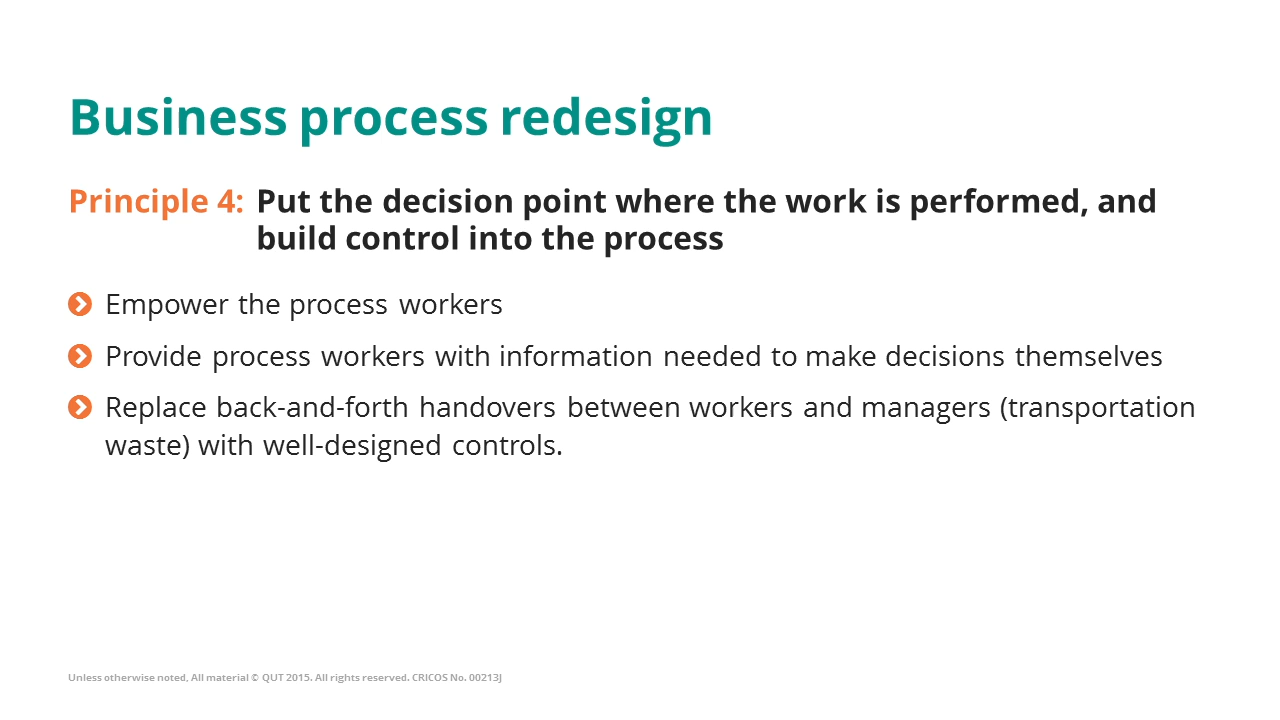 Business process redesign
Principle 4: Put the decision point where the work is performed, and
build control into the process
Empower the process workers
Provide process workers with information needed to make decisions themselves
Replace back-and-forth handovers between workers and managers (transportation
waste) with well-designed controls.
Unless otherwise noted, All material © QUT 2015. All rights reserved. CRICOS No. 00213J